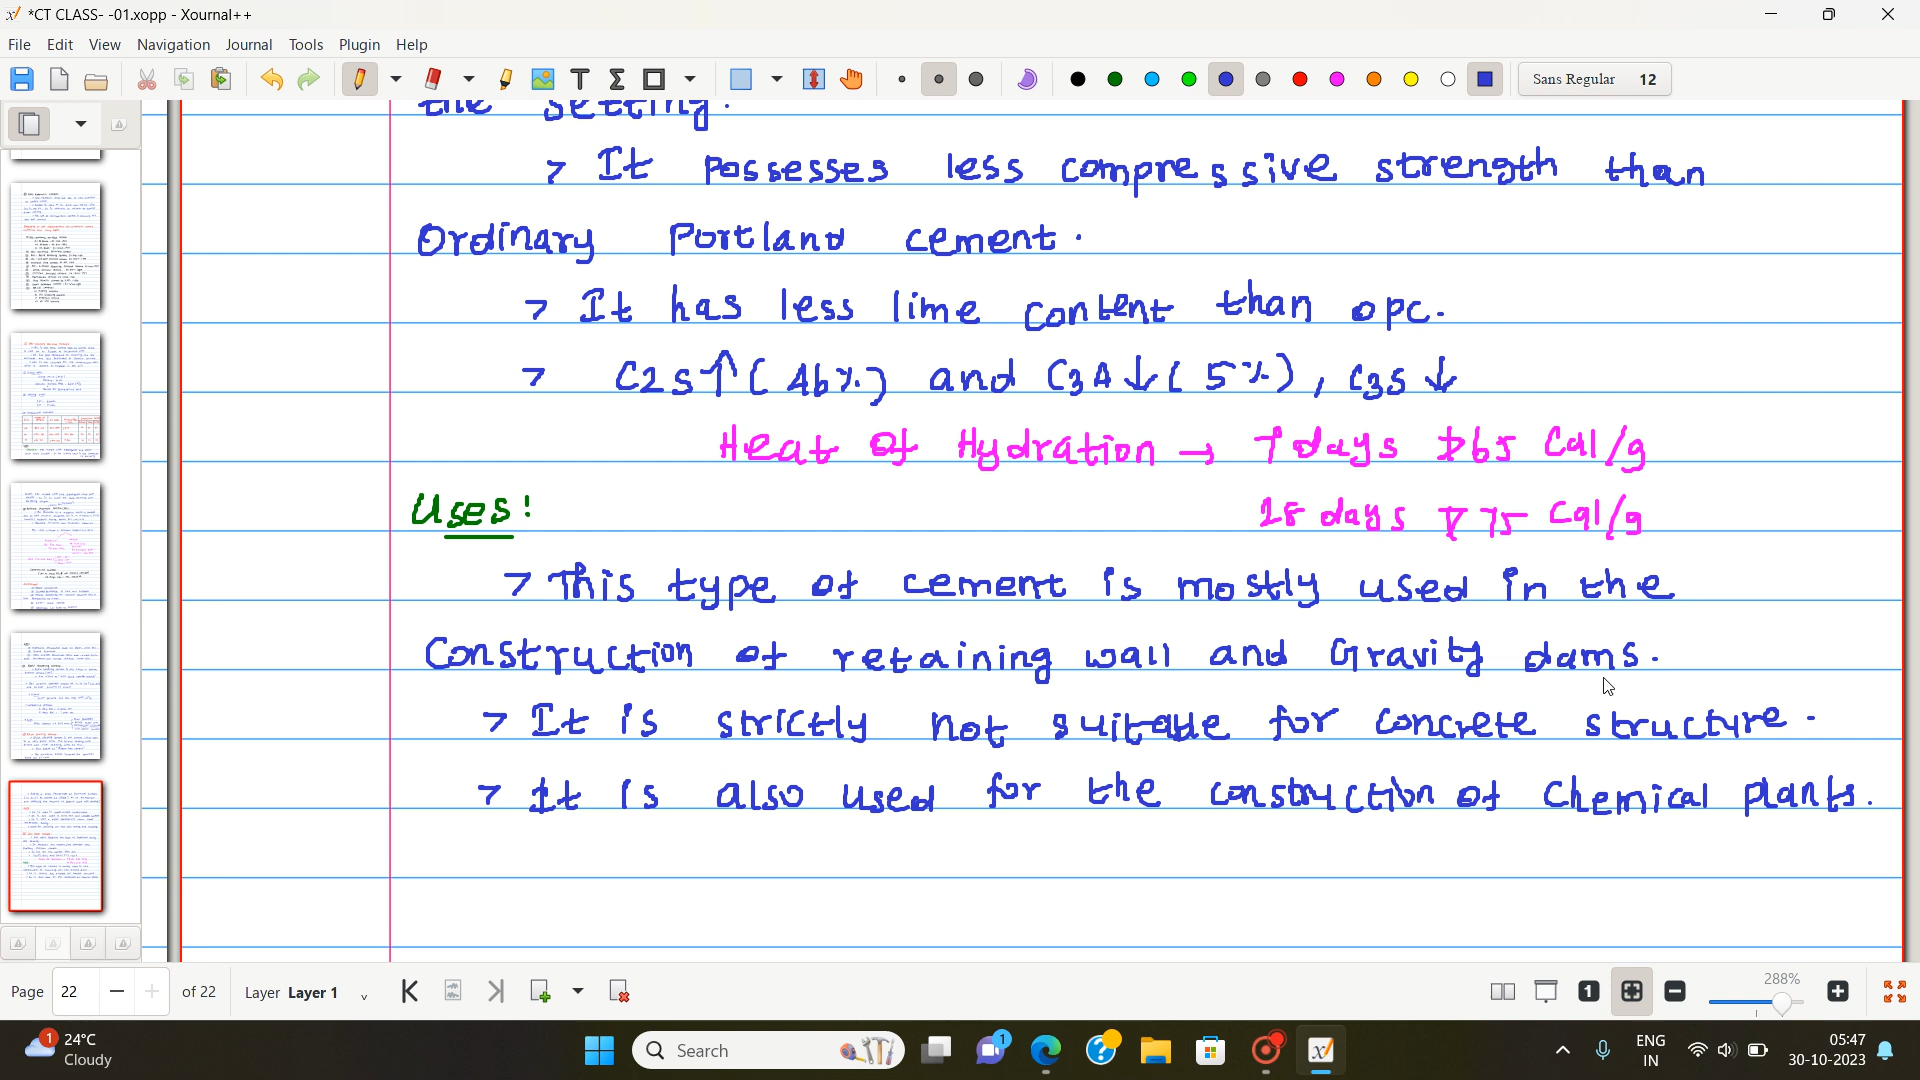 *CT CLASS- -01.xopp - Xournal++
File Edit View Navigation Journal Tools Plugin Help
Sans Regular 12
the setting.
> It possesses less compressive strength than
Ordinary Portland cement.
> It has less lime content than opc.
> C2S↑ ( 46%) and C3A↓ ( 5%), C3S ↓
Heat of Hydration → 7 days ≯65 Cal/g
Uses:
28 days ≯ 75 Cal/g
> This type of cement is mostly used in the
Construction of retaining wall and Gravity dams.
> It is strictly not suitable for concrete structure.
> It is also used for the construction of Chemical plants.
Page 22 of 22 Layer Layer 1 288%
1 24°C
Cloudy
Search
1
ENG
IN
05:47
30-10-2023